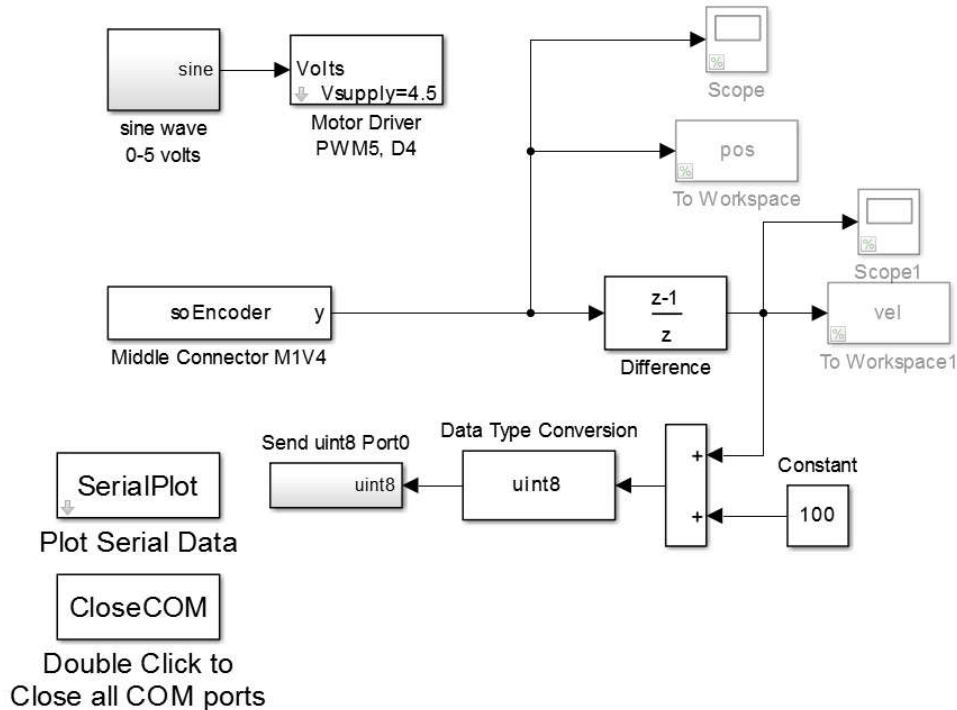 sine
sine wave
0-5 volts
Volts
Vsupply=4.5
Motor Driver
PWM5, D4
%
Scope
pos
%
To Workspace
%
Scope1
soEncoder y
Middle Connector M1V4
z-1
z
Difference
vel
%
To Workspace1
Send uint8 Port0
uint8
Data Type Conversion
uint8
+
+
Constant
100
SerialPlot
Plot Serial Data
CloseCOM
Double Click to
Close all COM ports